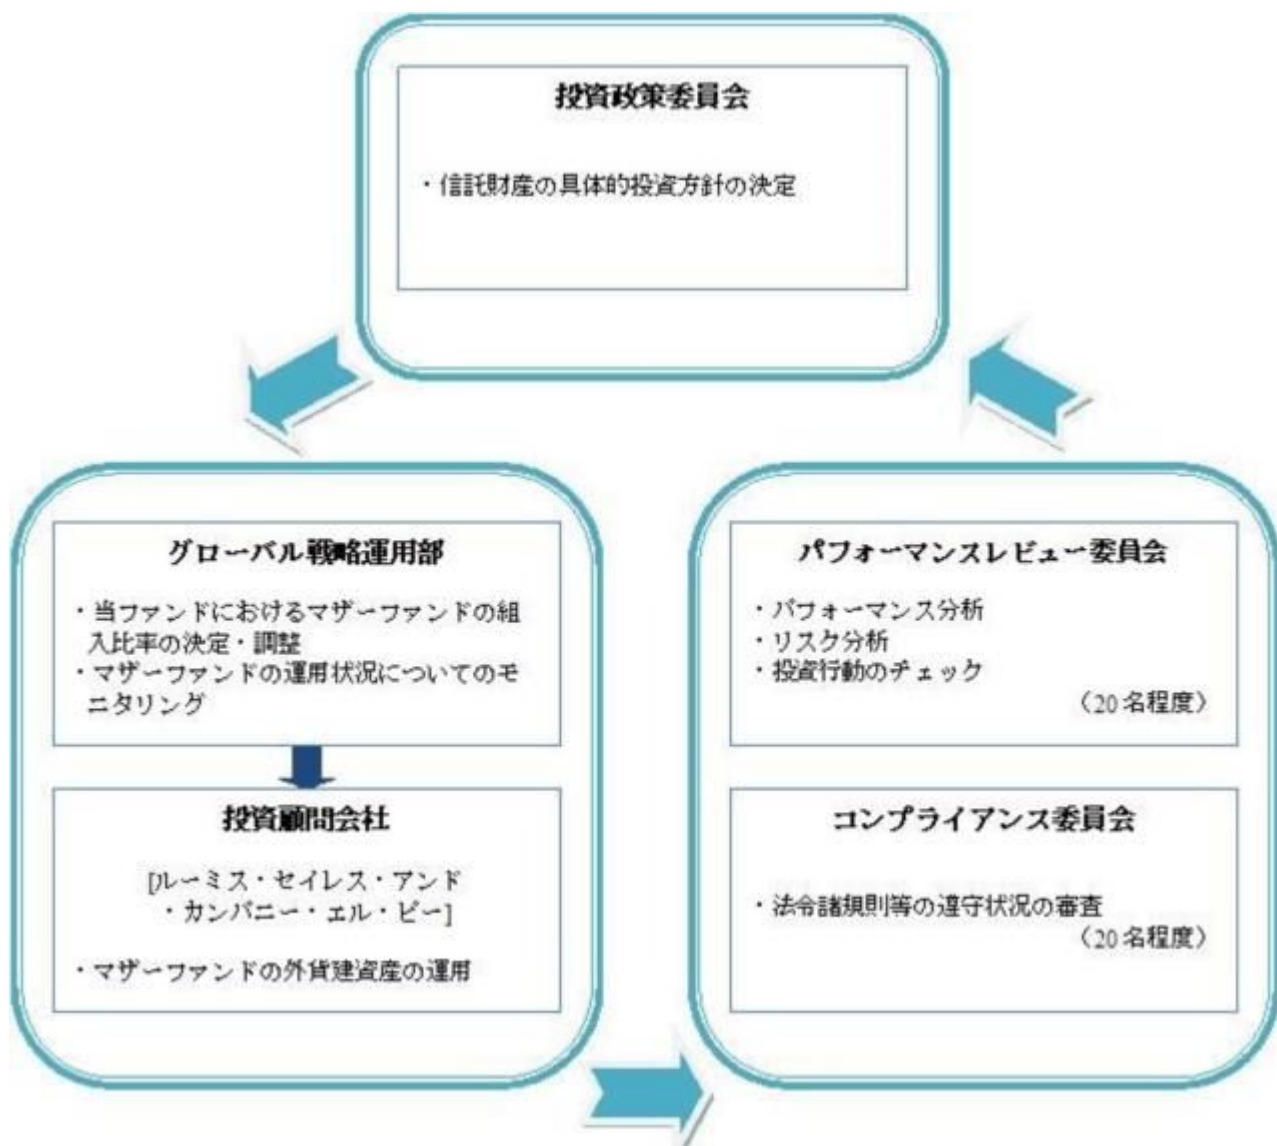 投資政策委員会
・信託財産の具体的投資方針の決定
グローバル戦略運用部
・当ファンドにおけるマザーファンドの組
入比率の決定・調整
・マザーファンドの運用状況についてのモ
ニタリング
投資顧問会社
[ルーミス・セイレス・アンド
・カンパニー・エル・ピー]
・マザーファンドの外貨建資産の運用
パフォーマンスレビュー委員会
・パフォーマンス分析
・リスク分析
・投資行動のチェック
(20名程度)
コンプライアンス委員会
・法令諸規則等の遵守状況の審査
(20名程度)